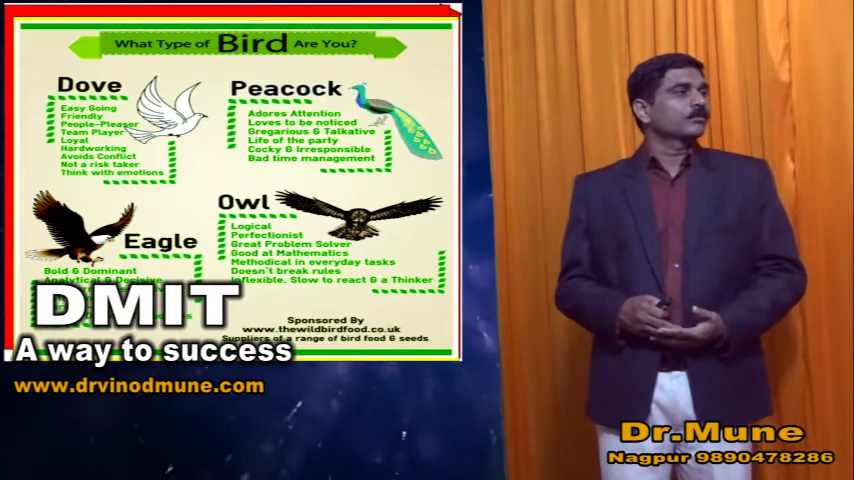 What Type of Bird Are You?
Dove
Easy Going
Friendly
People-Pleaser
Team Player
Loyal
Hardworking
Avoids Conflict
Not a risk taker
Think with emotions
Peacock
Adores Attention
Loves to be noticed
Gregarious & Talkative
Life of the party
Cocky & Irresponsible
Bad time management
Eagle
Bold & Dominant
Analytical & Decisive
Owl
Logical
Perfectionist
Great Problem Solver
Good at Mathematics
Methodical in everyday tasks
Doesn't break rules
Inflexible, Slow to react & a Thinker
Sponsored By
www.thewildbirdfood.co.uk
Suppliers of a range of bird food & seeds
DMIT
A way to success
www.drvinodmune.com
Dr.Mune
Nagpur 9890478286